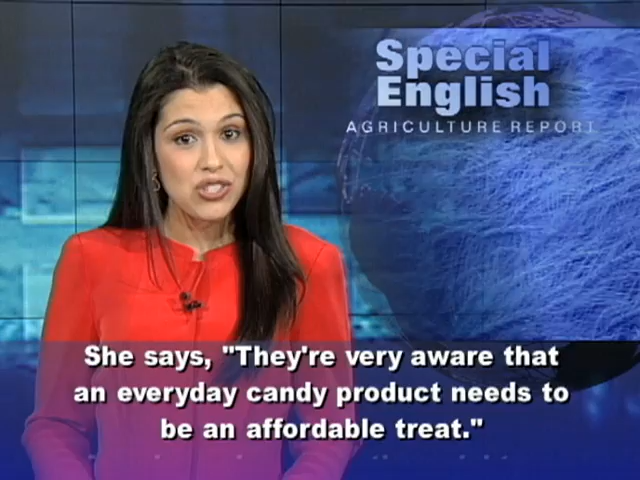 Special
English
AGRICULTURE REPORT
She says, "They're very aware that
an everyday candy product needs to
be an affordable treat."